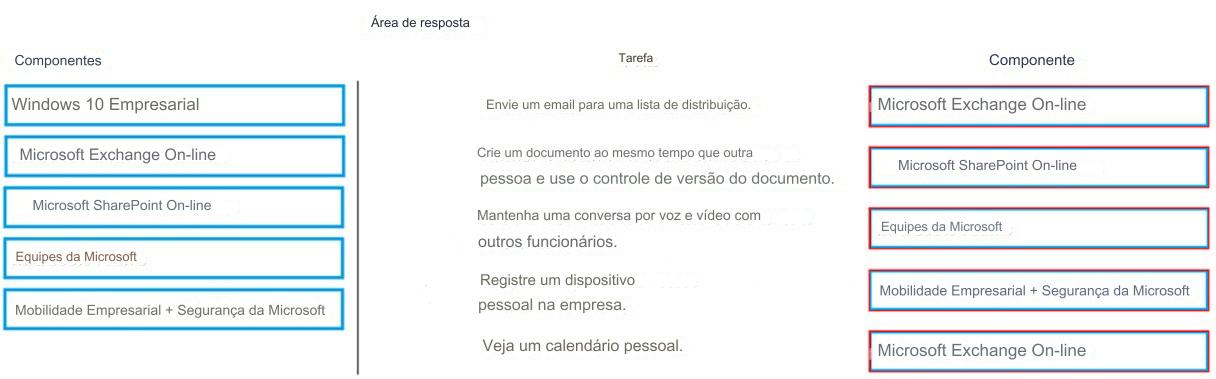 Área de resposta
Componentes
Tarefa
Componente
Windows 10 Empresarial
Microsoft Exchange On-line
Microsoft SharePoint On-line
Equipes da Microsoft
Mobilidade Empresarial + Segurança da Microsoft
Envie um email para uma lista de distribuição.
Crie um documento ao mesmo tempo que outra
pessoa e use o controle de versão do documento.
Mantenha uma conversa por voz e vídeo com
outros funcionários.
Registre um dispositivo
pessoal na empresa.
Veja um calendário pessoal.
Microsoft Exchange On-line
Microsoft SharePoint On-line
Equipes da Microsoft
Mobilidade Empresarial + Segurança da Microsoft
Microsoft Exchange On-line